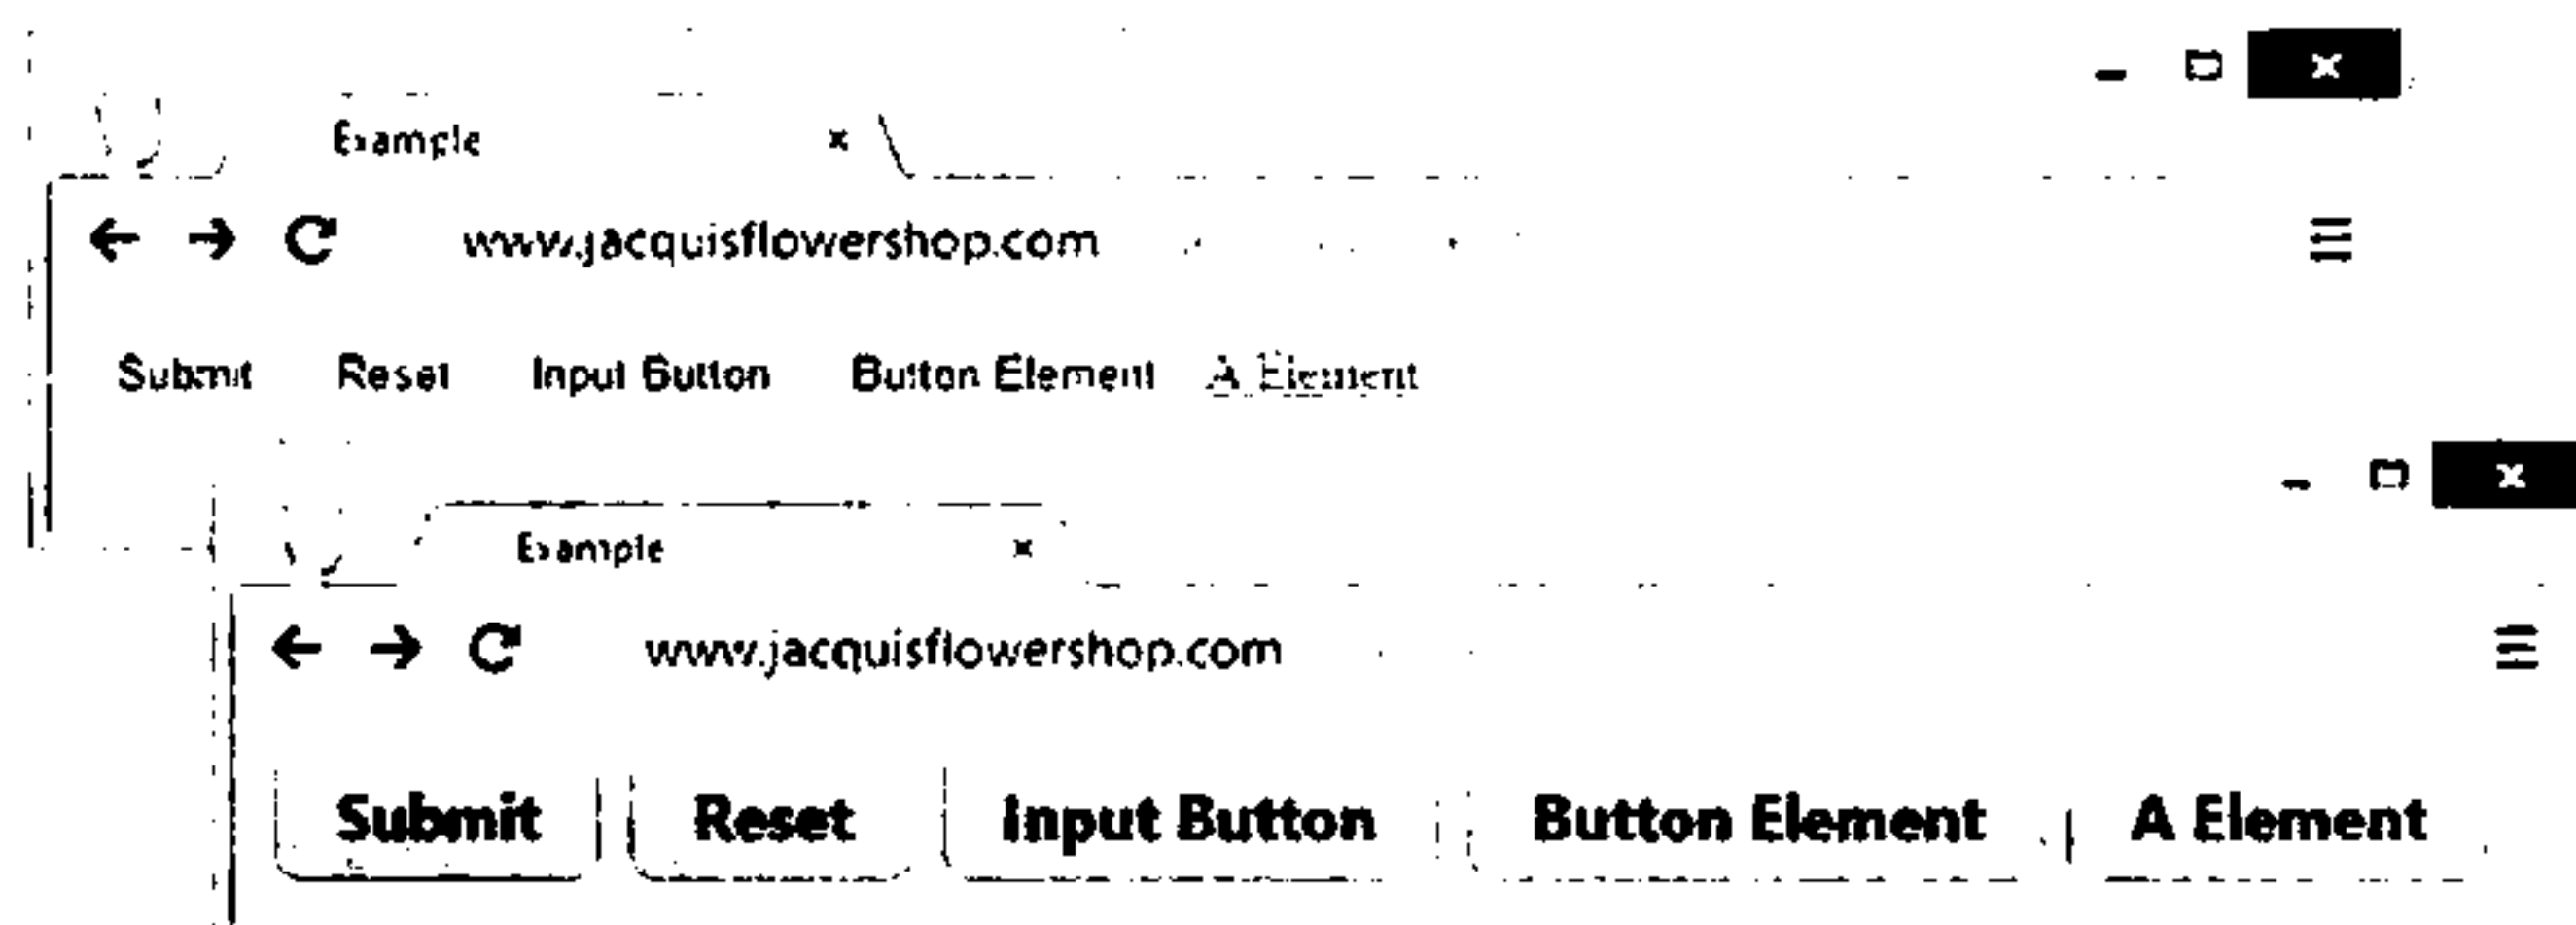 Example
www.jacquisflowershop.com
Submit Reset Input Button Button Element A Element
Example
www.jacquisflowershop.com
Submit Reset Input Button Button Element A Element